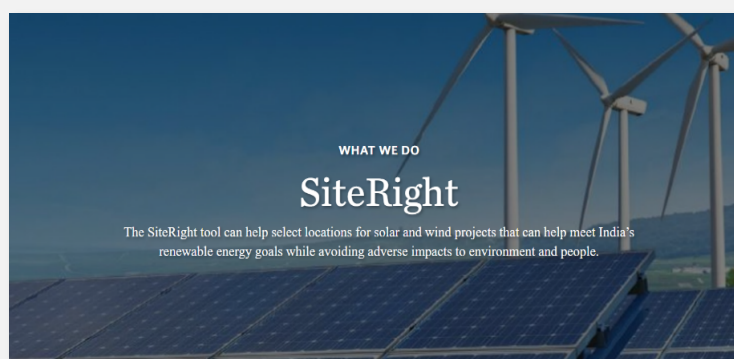 WHAT WE DO
SiteRight
The SiteRight tool can help select locations for solar and wind projects that can help meet India’s
renewable energy goals while avoiding adverse impacts to environment and people.